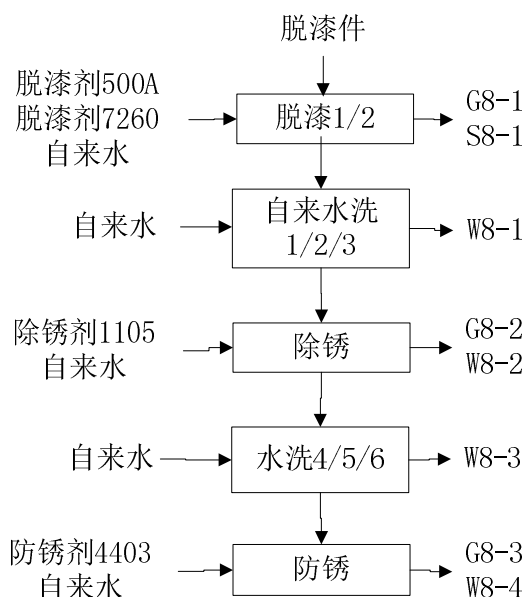 脱漆件
脱漆剂500A
脱漆剂7260
自来水
脱漆1/2
G8-1
S8-1
自来水
自来水洗
1/2/3
W8-1
除锈剂1105
自来水
除锈
G8-2
W8-2
自来水
水洗4/5/6
W8-3
防锈剂4403
自来水
防锈
G8-3
W8-4